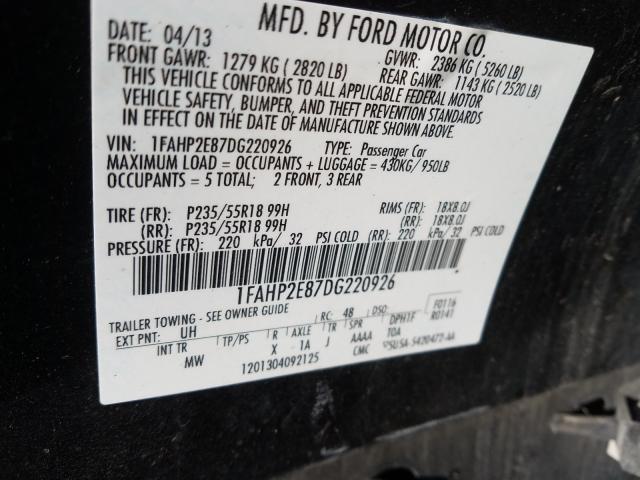 MFD. BY FORD MOTOR CO.
DATE: 04/13 GVWR: 2386 KG (5260 LB)
FRONT GAWR: 1279 KG (2820 LB) REAR GAWR: 1143 KG (2520 LB)
THIS VEHICLE CONFORMS TO ALL APPLICABLE FEDERAL MOTOR
VEHICLE SAFETY, BUMPER, AND THEFT PREVENTION STANDARDS
IN EFFECT ON THE DATE OF MANUFACTURE SHOWN ABOVE.
VIN: 1FAHP2E87DG220926 TYPE: Passenger Car
MAXIMUM LOAD = OCCUPANTS + LUGGAGE = 430KG/950LB
OCCUPANTS = 5 TOTAL; 2 FRONT, 3 REAR
TIRE (FR): P235/55R18 99H RIMS (FR): 18X8.0J
(RR): P235/55R18 99H (RR): 18X8.0J
PRESSURE (FR): 220 kPa/ 32 PSI COLD (RR): 220 kPa/ 32 PSI COLD
1FAHP2E87DG220926
F0116
R0141
TRAILER TOWING - SEE OWNER GUIDE RC: 48 DSO:
EXT PNT: UH INT TR TP/PS R AXLE TR SPR DPH1F
MW X 1A J AAAA TOA
1201304092125 CMC